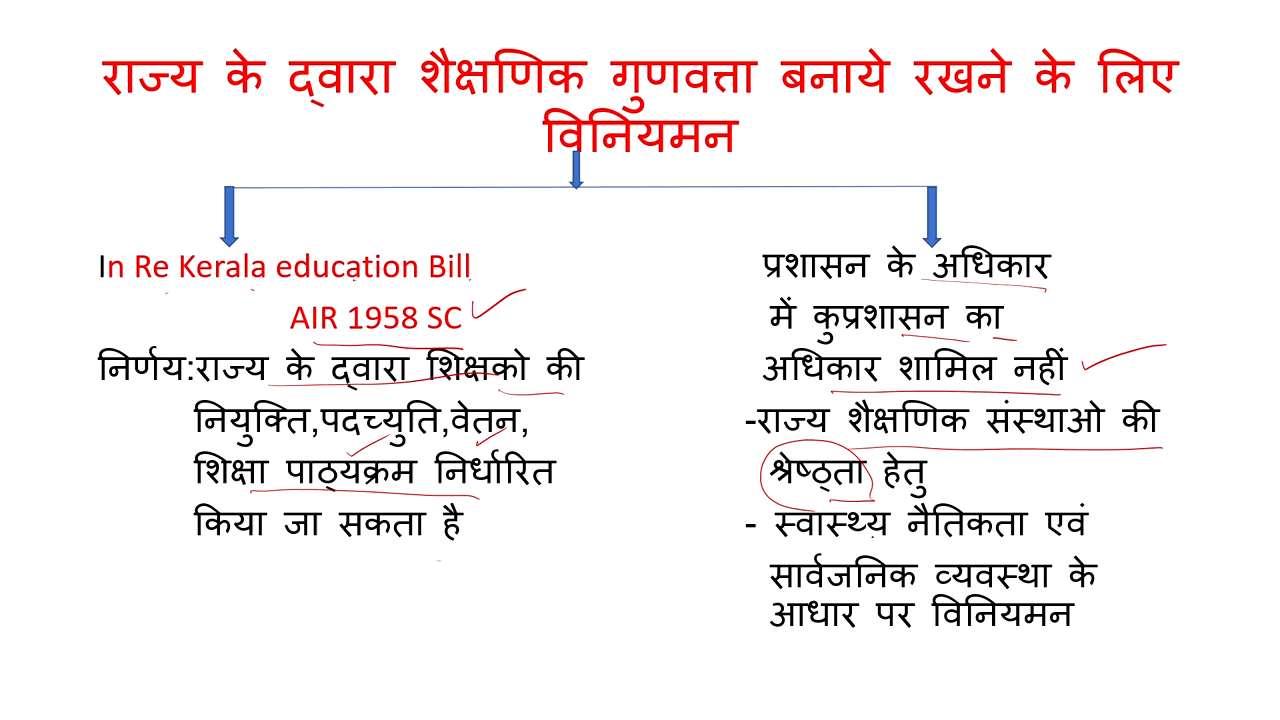 राज्य के द्वारा शैक्षणिक गुणवत्ता बनाये रखने के लिए
विनियमन
In Re Kerala education Bill
AIR 1958 SC
निर्णय:राज्य के द्वारा शिक्षको की
नियुक्ति,पदच्युति,वेतन,
शिक्षा पाठ्यक्रम निर्धारित
किया जा सकता है
प्रशासन के अधिकार
में कुप्रशासन का
अधिकार शामिल नहीं
-राज्य शैक्षणिक संस्थाओ की
श्रेष्ठ्ता हेतु
- स्वास्थ्य नैतिकता एवं
सार्वजनिक व्यवस्था के
आधार पर विनियमन